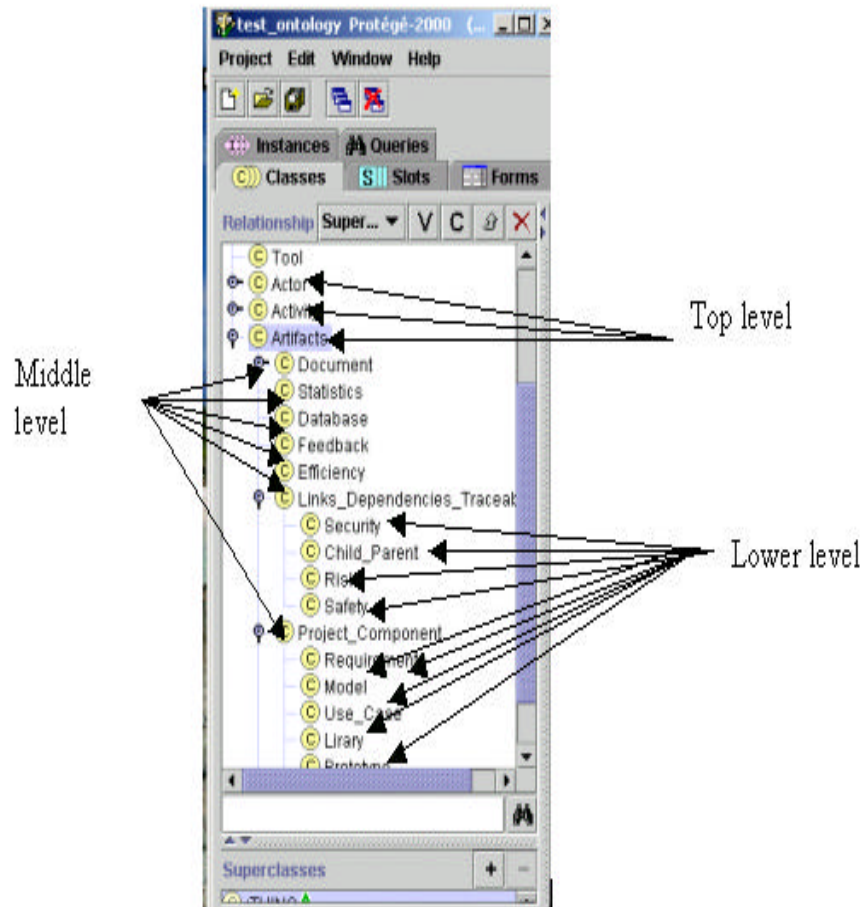 test_ontology Protégé-2000 (...
Project Edit Window Help
Instances Queries
Classes Slots Forms
Relationship Super... V C
Tool
Actor
Activity
Top level
Artifacts
Middle
level
Document
Statistics
Database
Feedback
Efficiency
Links_Dependencies_Traceab
Security
Child_Parent
Lower level
Risk
Safety
Project_Component
Requirement
Model
Use_Case
Lirary
Prototype
Superclasses
:THING